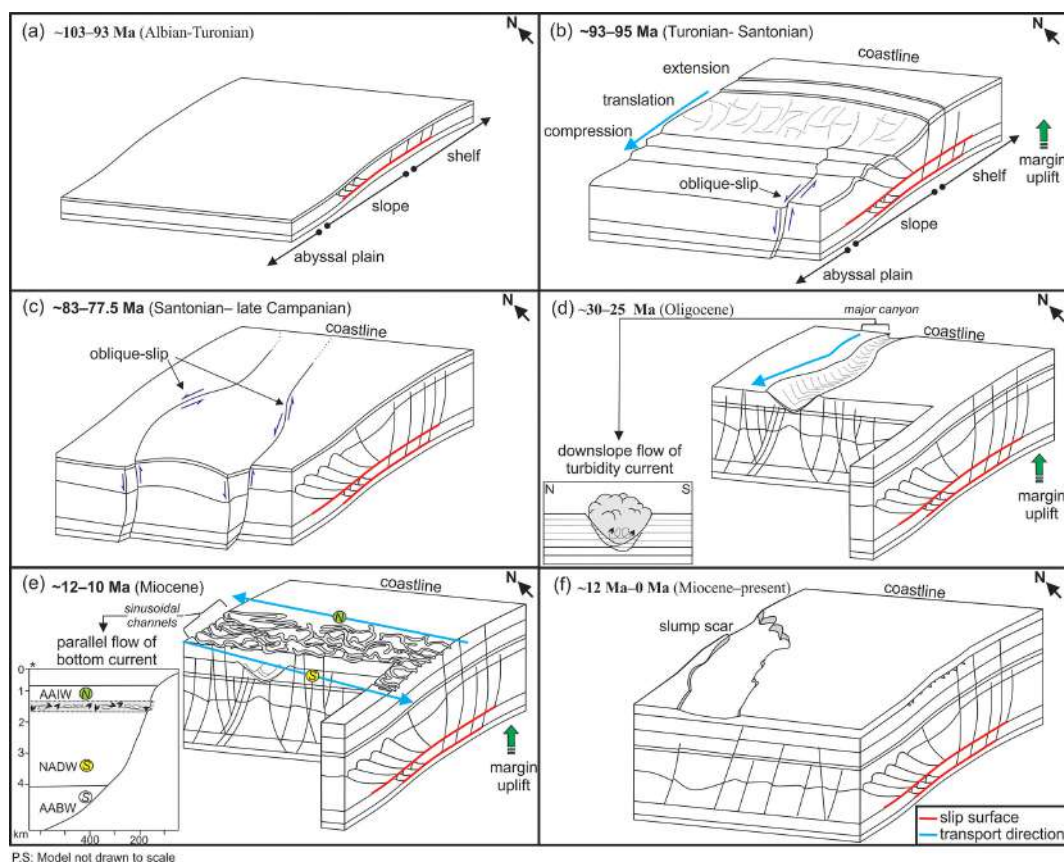 (a) ~103–93 Ma (Albian-Turonian)
N
shelf
slope
abyssal plain
(b) ~93–95 Ma (Turonian- Santonian)
N
coastline
extension
translation
compression
oblique-slip
shelf
margin
uplift
slope
abyssal plain
(c) ~83–77.5 Ma (Santonian– late Campanian)
N
coastline
oblique-slip
oblique-slip
(d) ~30–25 Ma (Oligocene)
N
major canyon
coastline
downslope flow of
turbidity current
N S
margin
uplift
(e) ~12–10 Ma (Miocene)
N
coastline
sinusoidal
channels
parallel flow of
bottom current
N
S
0 *
1
AAIW N
2
3
NADW S
4
AABW S
km 400 200
margin
uplift
(f) ~12 Ma–0 Ma (Miocene–present)
N
coastline
slump scar
slip surface
transport direction
P.S: Model not drawn to scale